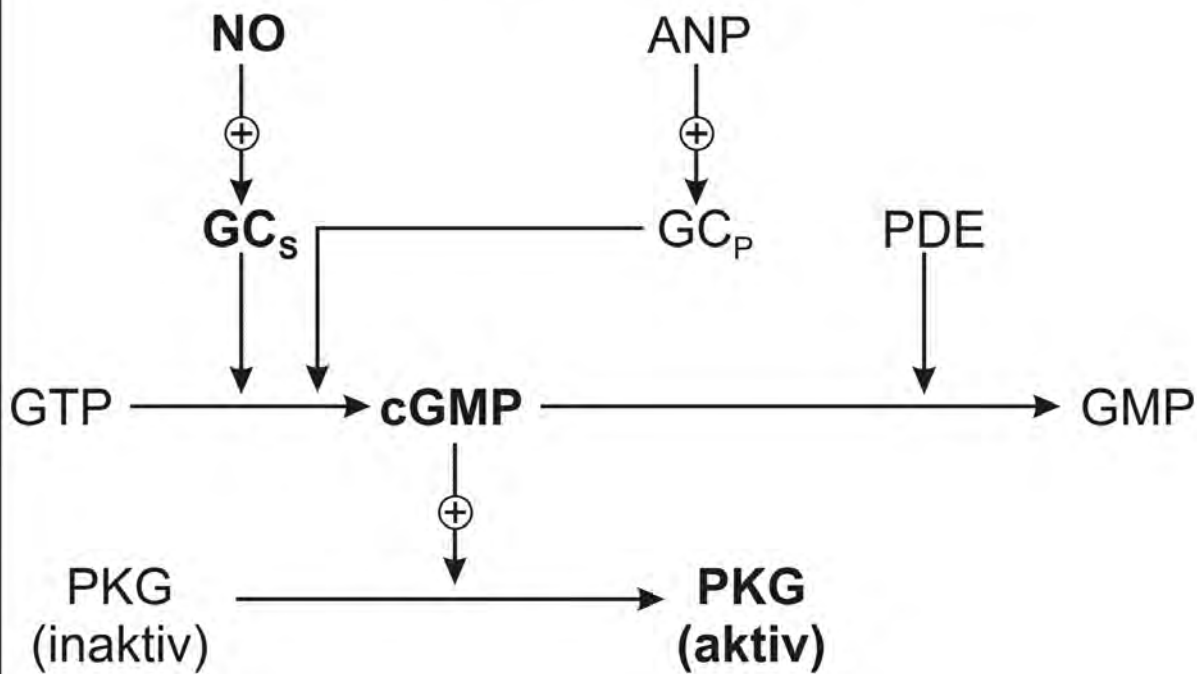 NO
ANP
+
+
GCS
GCP
PDE
GTP
cGMP
GMP
+
PKG
(inaktiv)
PKG
(aktiv)